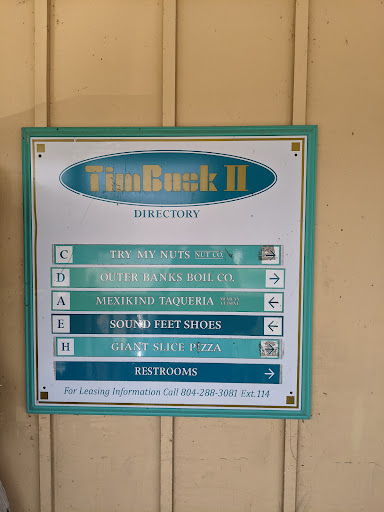 TimBuck II
DIRECTORY
C TRY MY NUTS NUT CO.
D OUTER BANKS BOIL CO. →
A MEXIKIND TAQUERIA ←
E SOUND FEET SHOES ←
H GIANT SLICE PIZZA
RESTROOMS →
For Leasing Information Call 804-288-3081 Ext.114